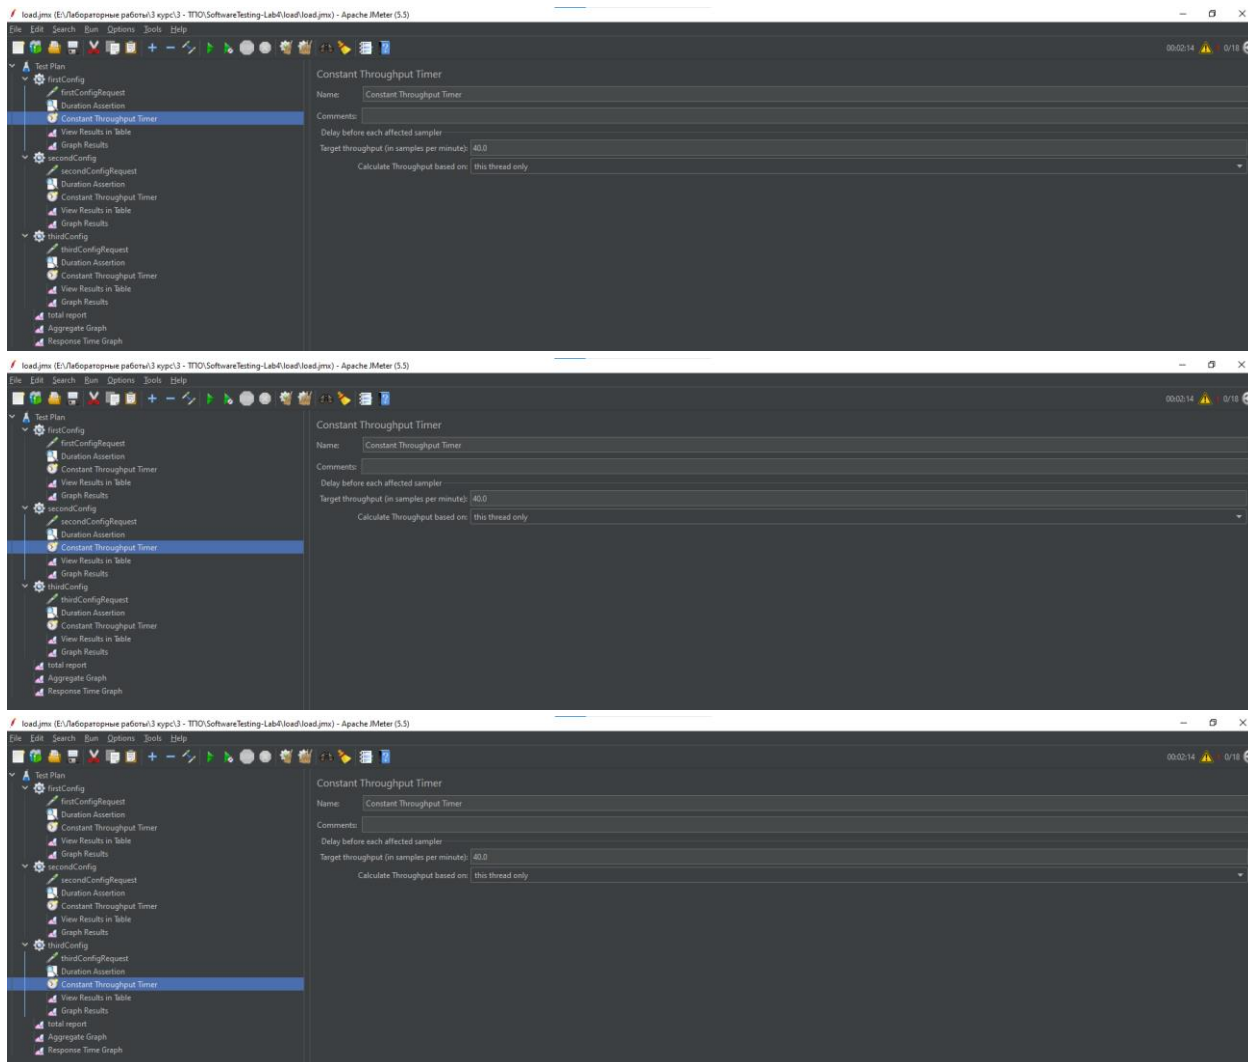 load.jmx (E:\Лабораторные работы\3 курс\3 - ТПО\SoftwareTesting-Lab4\load\load.jmx) - Apache JMeter (5.5)
File Edit Search Run Options Tools Help
00:02:14 0/18
Test Plan
firstConfig
firstConfigRequest
Duration Assertion
Constant Throughput Timer
View Results in Table
Graph Results
secondConfig
secondConfigRequest
Duration Assertion
Constant Throughput Timer
View Results in Table
Graph Results
thirdConfig
thirdConfigRequest
Duration Assertion
Constant Throughput Timer
View Results in Table
Graph Results
total report
Aggregate Graph
Response Time Graph
Constant Throughput Timer
Name: Constant Throughput Timer
Comments:
Delay before each affected sampler
Target throughput (in samples per minute): 40.0
Calculate Throughput based on: this thread only
load.jmx (E:\Лабораторные работы\3 курс\3 - ТПО\SoftwareTesting-Lab4\load\load.jmx) - Apache JMeter (5.5)
File Edit Search Run Options Tools Help
00:02:14 0/18
Test Plan
firstConfig
firstConfigRequest
Duration Assertion
Constant Throughput Timer
View Results in Table
Graph Results
secondConfig
secondConfigRequest
Duration Assertion
Constant Throughput Timer
View Results in Table
Graph Results
thirdConfig
thirdConfigRequest
Duration Assertion
Constant Throughput Timer
View Results in Table
Graph Results
total report
Aggregate Graph
Response Time Graph
Constant Throughput Timer
Name: Constant Throughput Timer
Comments:
Delay before each affected sampler
Target throughput (in samples per minute): 40.0
Calculate Throughput based on: this thread only
load.jmx (E:\Лабораторные работы\3 курс\3 - ТПО\SoftwareTesting-Lab4\load\load.jmx) - Apache JMeter (5.5)
File Edit Search Run Options Tools Help
00:02:14 0/18
Test Plan
firstConfig
firstConfigRequest
Duration Assertion
Constant Throughput Timer
View Results in Table
Graph Results
secondConfig
secondConfigRequest
Duration Assertion
Constant Throughput Timer
View Results in Table
Graph Results
thirdConfig
thirdConfigRequest
Duration Assertion
Constant Throughput Timer
View Results in Table
Graph Results
total report
Aggregate Graph
Response Time Graph
Constant Throughput Timer
Name: Constant Throughput Timer
Comments:
Delay before each affected sampler
Target throughput (in samples per minute): 40.0
Calculate Throughput based on: this thread only